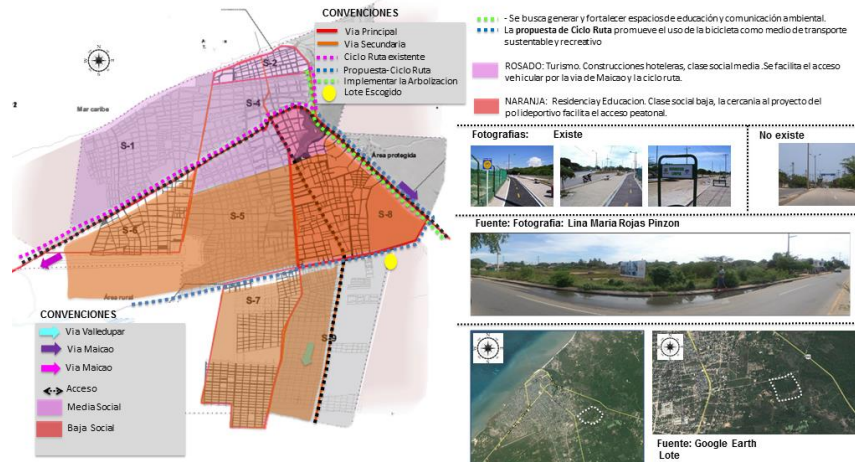 CONVENCIONES
Via Principal
Via Secundaria
Ciclo Ruta existente
Propuesta-Ciclo Ruta
Implementar la Arbolizacion
Lote Escogido
Mar caribe
S-2
S-4
S-1
Área protegida
S-5
S-6
S-8
Área rural
S-7
S-9
CONVENCIONES
Via Valledupar
Via Maicao
Via Maicao
Acceso
Media Social
Baja Social
- Se busca generar y fortalecer espacios de educación y comunicación ambiental.
La propuesta de Ciclo Ruta promueve el uso de la bicicleta como medio de transporte
sustentable y recreativo
ROSADO: Turismo. Construcciones hoteleras, clase social media .Se facilita el acceso
vehicular por la via de Maicao y la ciclo ruta.
NARANJA: Residencia y Educacion. Clase social baja, la cercanía al proyecto del
polideportivo facilita el acceso peatonal.
Fotografias: Existe
No existe
Fuente: Fotografia: Lina Maria Rojas Pinzon
Fuente: Google Earth
Lote